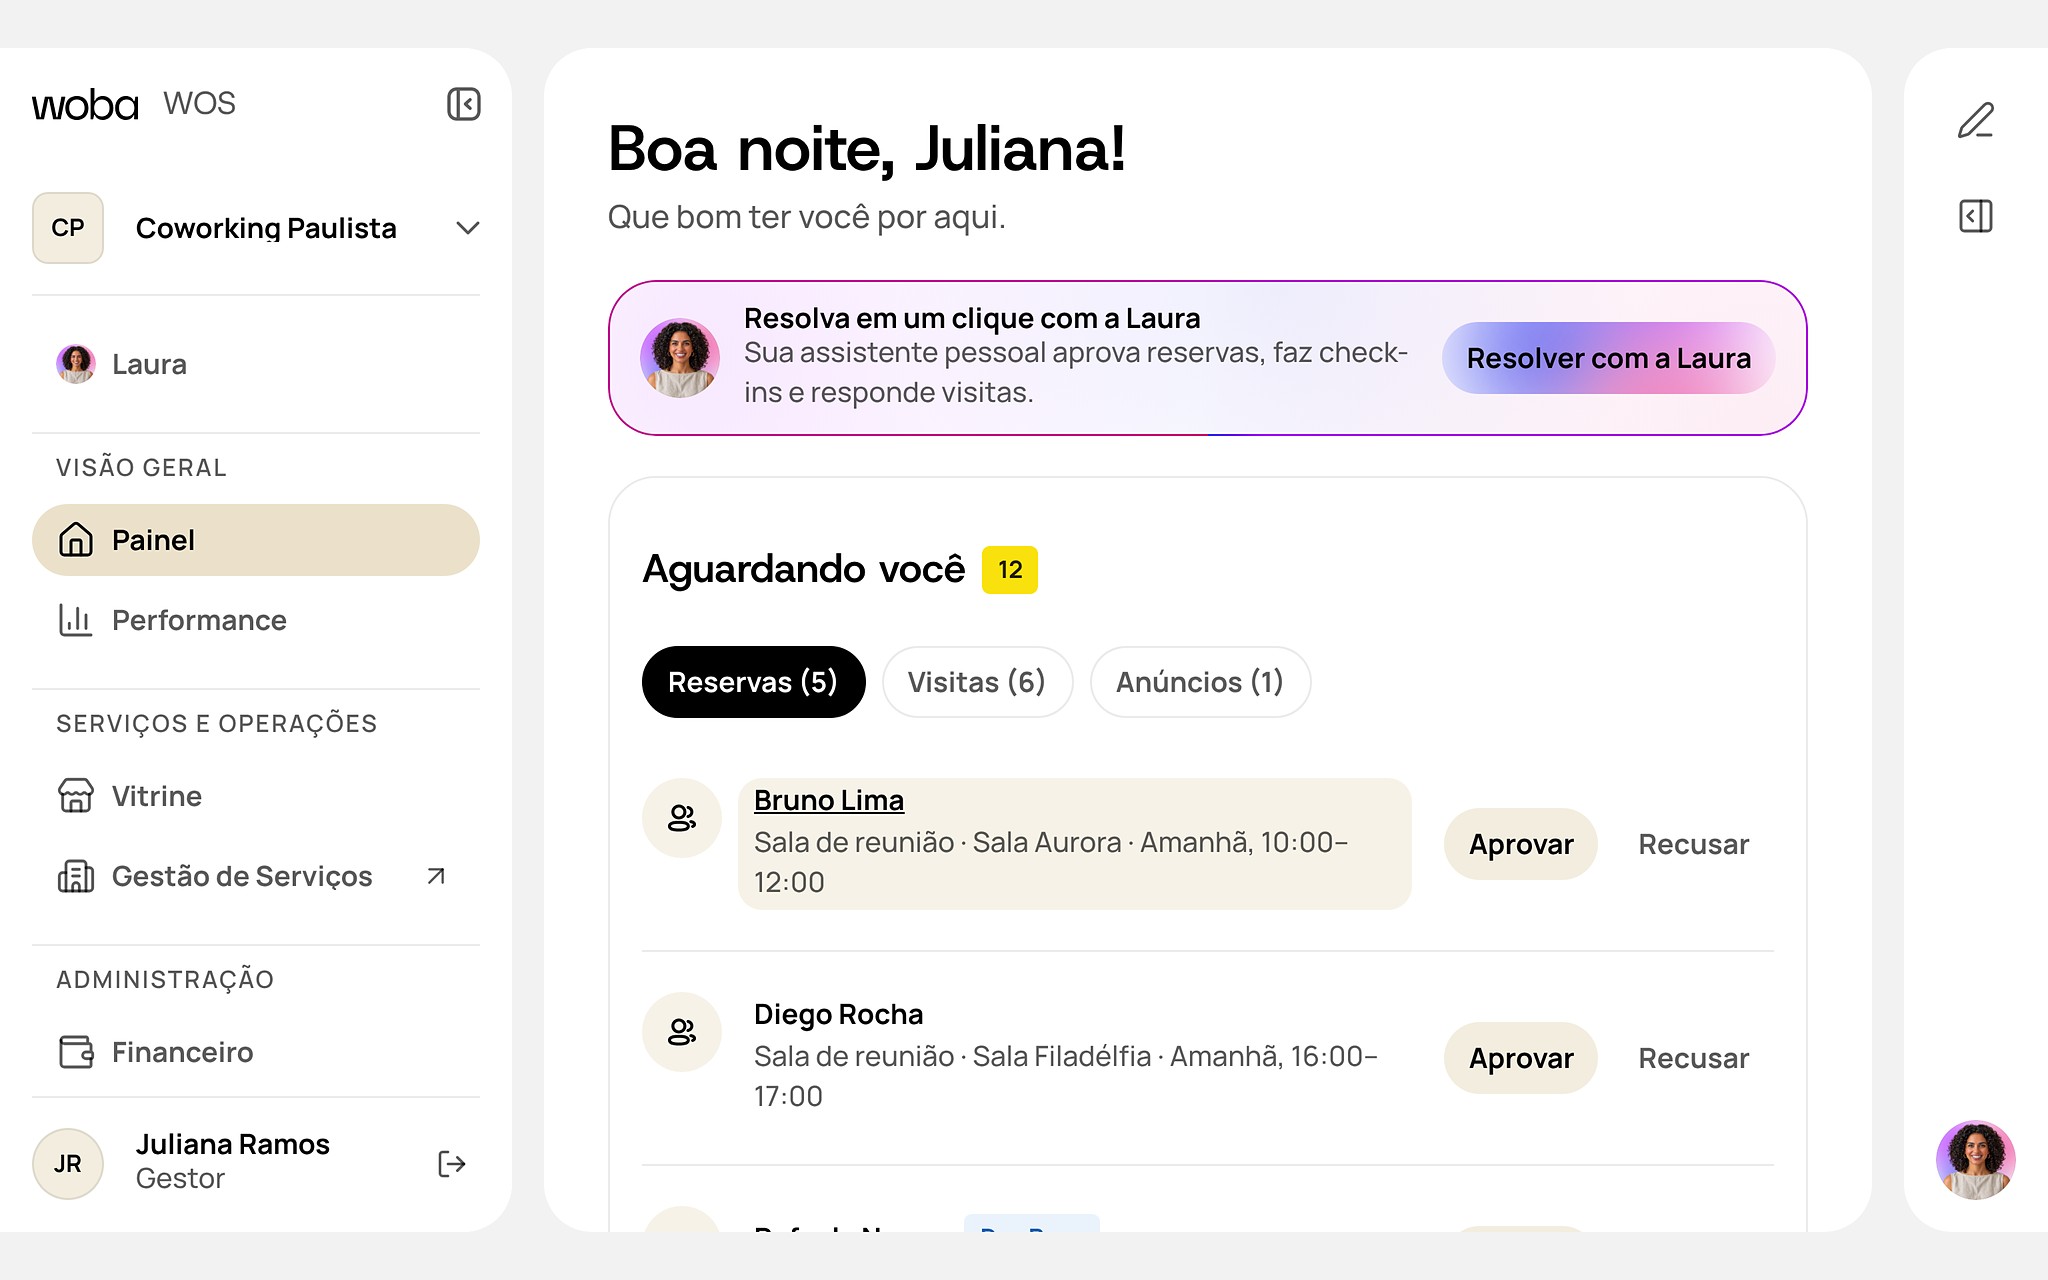 woba WOS
CP Coworking Paulista
Laura
VISÃO GERAL
Painel
Performance
SERVIÇOS E OPERAÇÕES
Vitrine
Gestão de Serviços
ADMINISTRAÇÃO
Financeiro
JR Juliana Ramos
Gestor
Boa noite, Juliana!
Que bom ter você por aqui.
Resolva em um clique com a Laura
Sua assistente pessoal aprova reservas, faz check-
ins e responde visitas.
Resolver com a Laura
Aguardando você 12
Reservas (5) Visitas (6) Anúncios (1)
Bruno Lima
Sala de reunião · Sala Aurora · Amanhã, 10:00–
12:00
Aprovar Recusar
Diego Rocha
Sala de reunião · Sala Filadélfia · Amanhã, 16:00–
17:00
Aprovar Recusar